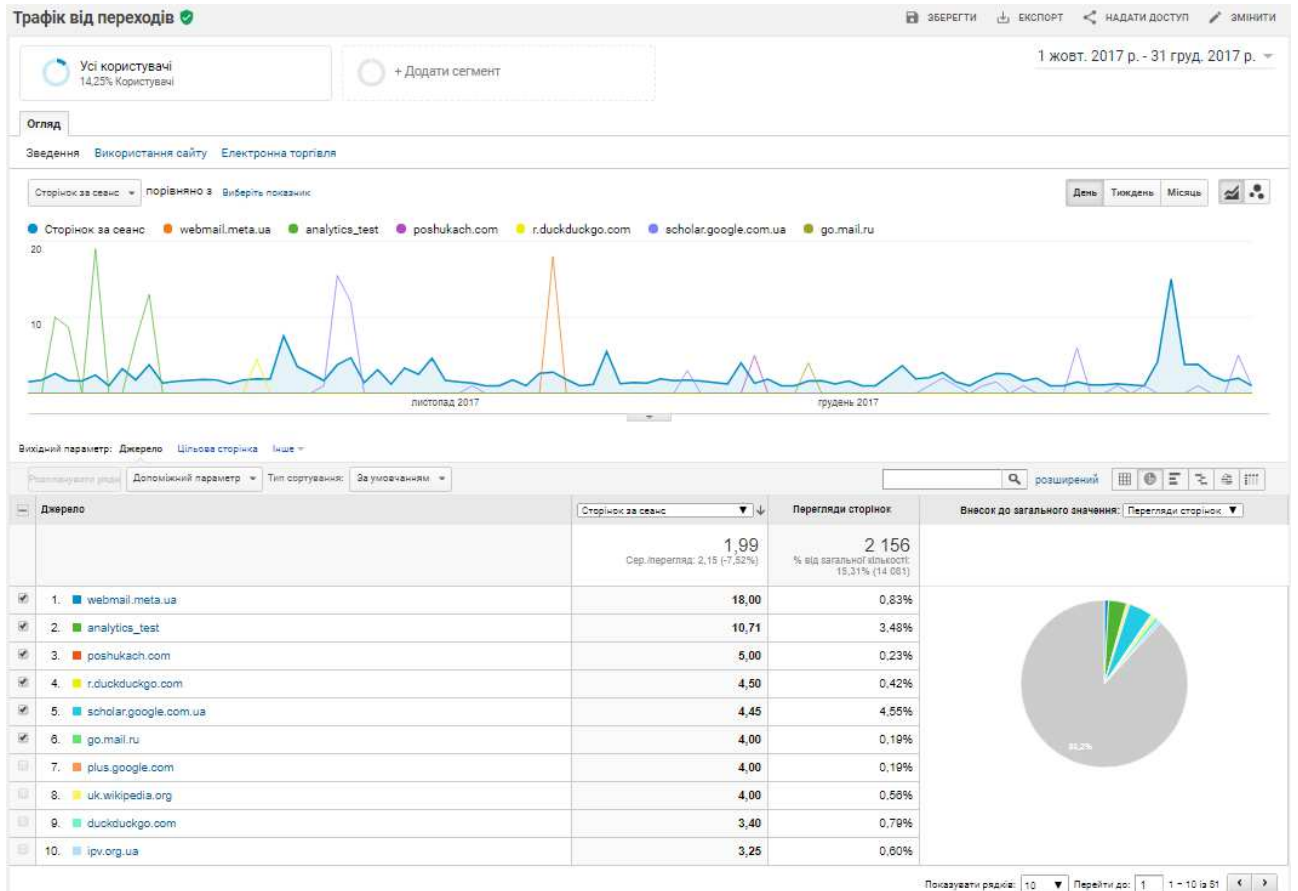 Трафік від переходів
ЗБЕРЕГТИ ЕКСПОРТ НАДАТИ ДОСТУП ЗМІНИТИ
Усі користувачі
14,25% Користувачі
+ Додати сегмент
1 жовт. 2017 р. - 31 груд. 2017 р.
Огляд
Зведення Використання сайту Електронна торгівля
Сторінок за сеанс порівняно з Виберіть показник
День Тиждень Місяць
Сторінок за сеанс webmail.meta.ua analytics_test poshukach.com r.duckduckgo.com scholar.google.com.ua go.mail.ru
20
10
листопад 2017 грудень 2017
Вихідний параметр: Джерело Цільова сторінка Інше
Допоміжний параметр Тип сортування: За умовчанням
розширений
Джерело Сторінок за сеанс Перегляди сторінок Внесок до загального значення: Перегляди сторінок
1,99 2 156
Сер./перегляд: 2,15 (-7,52%) % від загальної кількості:
15,31% (14 081)
1. webmail.meta.ua 18,00 0,83%
2. analytics_test 10,71 3,48%
3. poshukach.com 5,00 0,23%
4. r.duckduckgo.com 4,50 0,42%
5. scholar.google.com.ua 4,45 4,55%
6. go.mail.ru 4,00 0,19%
7. plus.google.com 4,00 0,19%
8. uk.wikipedia.org 4,00 0,56%
9. duckduckgo.com 3,40 0,79%
10. ipv.org.ua 3,25 0,60%
Показувати рядків: 10 Перейти до: 1 1 – 10 із 51